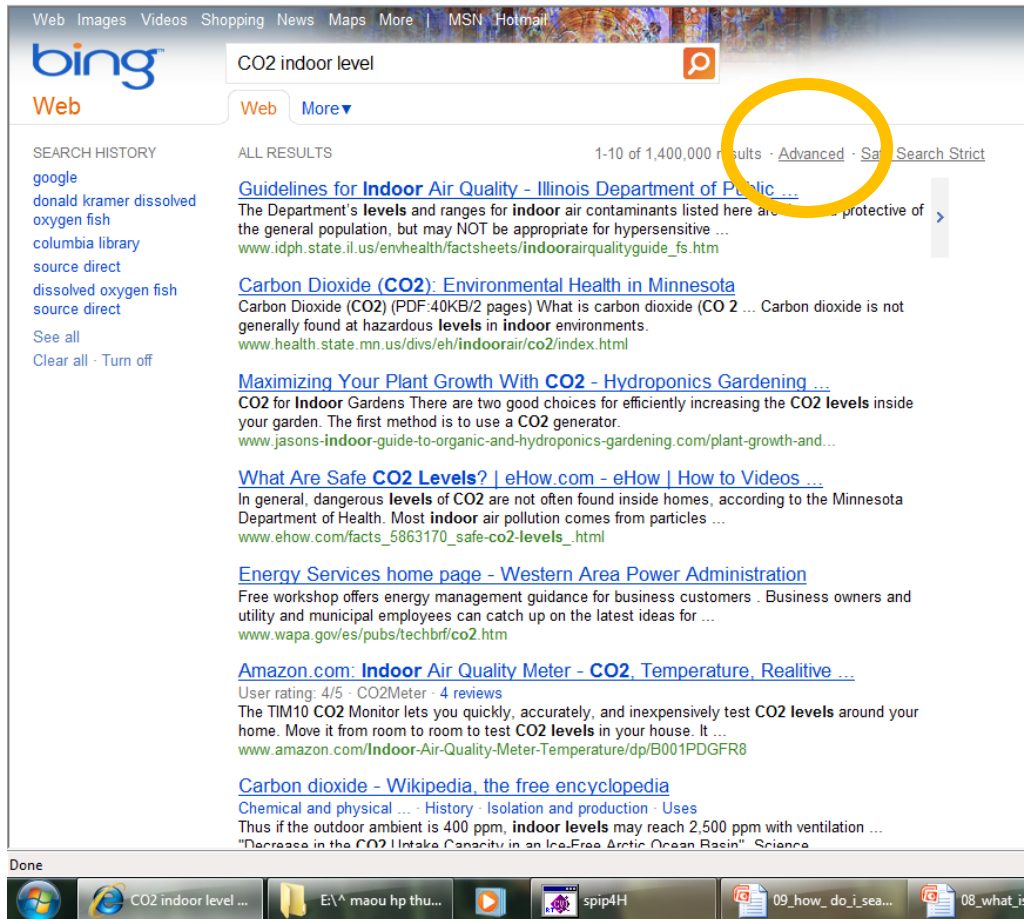 Web Images Videos Shopping News Maps More | MSN Hotmail
bing
CO2 indoor level
Web
Web More▼
SEARCH HISTORY
google
donald kramer dissolved
oxygen fish
columbia library
source direct
dissolved oxygen fish
source direct
See all
Clear all · Turn off
ALL RESULTS
1-10 of 1,400,000 results · Advanced · Safe Search Strict
Guidelines for Indoor Air Quality - Illinois Department of Public ...
The Department's levels and ranges for indoor air contaminants listed here are protective of
the general population, but may NOT be appropriate for hypersensitive ...
www.idph.state.il.us/envhealth/factsheets/indoorairqualityguide_fs.htm
Carbon Dioxide (CO2): Environmental Health in Minnesota
Carbon Dioxide (CO2) (PDF:40KB/2 pages) What is carbon dioxide (CO 2 ... Carbon dioxide is not
generally found at hazardous levels in indoor environments.
www.health.state.mn.us/divs/eh/indoorair/co2/index.html
Maximizing Your Plant Growth With CO2 - Hydroponics Gardening ...
CO2 for Indoor Gardens There are two good choices for efficiently increasing the CO2 levels inside
your garden. The first method is to use a CO2 generator.
www.jasons-indoor-guide-to-organic-and-hydroponics-gardening.com/plant-growth-and...
What Are Safe CO2 Levels? | eHow.com - eHow | How to Videos ...
In general, dangerous levels of CO2 are not often found inside homes, according to the Minnesota
Department of Health. Most indoor air pollution comes from particles ...
www.ehow.com/facts_5863170_safe-co2-levels_.html
Energy Services home page - Western Area Power Administration
Free workshop offers energy management guidance for business customers . Business owners and
utility and municipal employees can catch up on the latest ideas for ...
www.wapa.gov/es/pubs/techbrf/co2.htm
Amazon.com: Indoor Air Quality Meter - CO2, Temperature, Realitive ...
User rating: 4/5 · CO2Meter · 4 reviews
The TIM10 CO2 Monitor lets you quickly, accurately, and inexpensively test CO2 levels around your
home. Move it from room to room to test CO2 levels in your house. It ...
www.amazon.com/Indoor-Air-Quality-Meter-Temperature/dp/B001PDGFR8
Carbon dioxide - Wikipedia, the free encyclopedia
Chemical and physical ... · History · Isolation and production · Uses
Thus if the outdoor ambient is 400 ppm, indoor levels may reach 2,500 ppm with ventilation ...
"Decrease in the CO2 Uptake Capacity in an Ice-Free Arctic Ocean Basin". Science
Done
CO2 indoor level ...
E:\^ maou hp thu...
spip4H
09_how_do_i_sea...
08_what_is